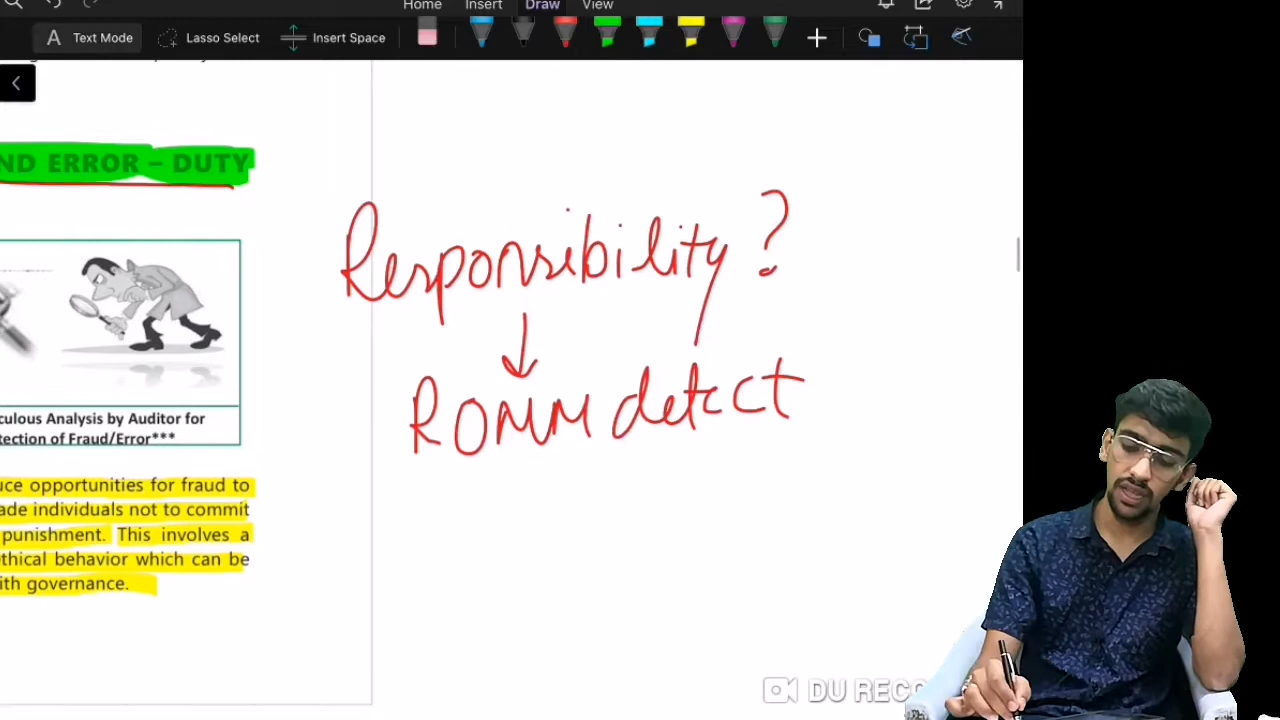 Home Insert Draw View
A Text Mode Lasso Select Insert Space
ND ERROR – DUTY
Responsibility?
ROMM detect
culous Analysis by Auditor for
tection of Fraud/Error***
uce opportunities for fraud to
ade individuals not to commit
punishment. This involves a
thical behavior which can be
ith governance.
DU RECO